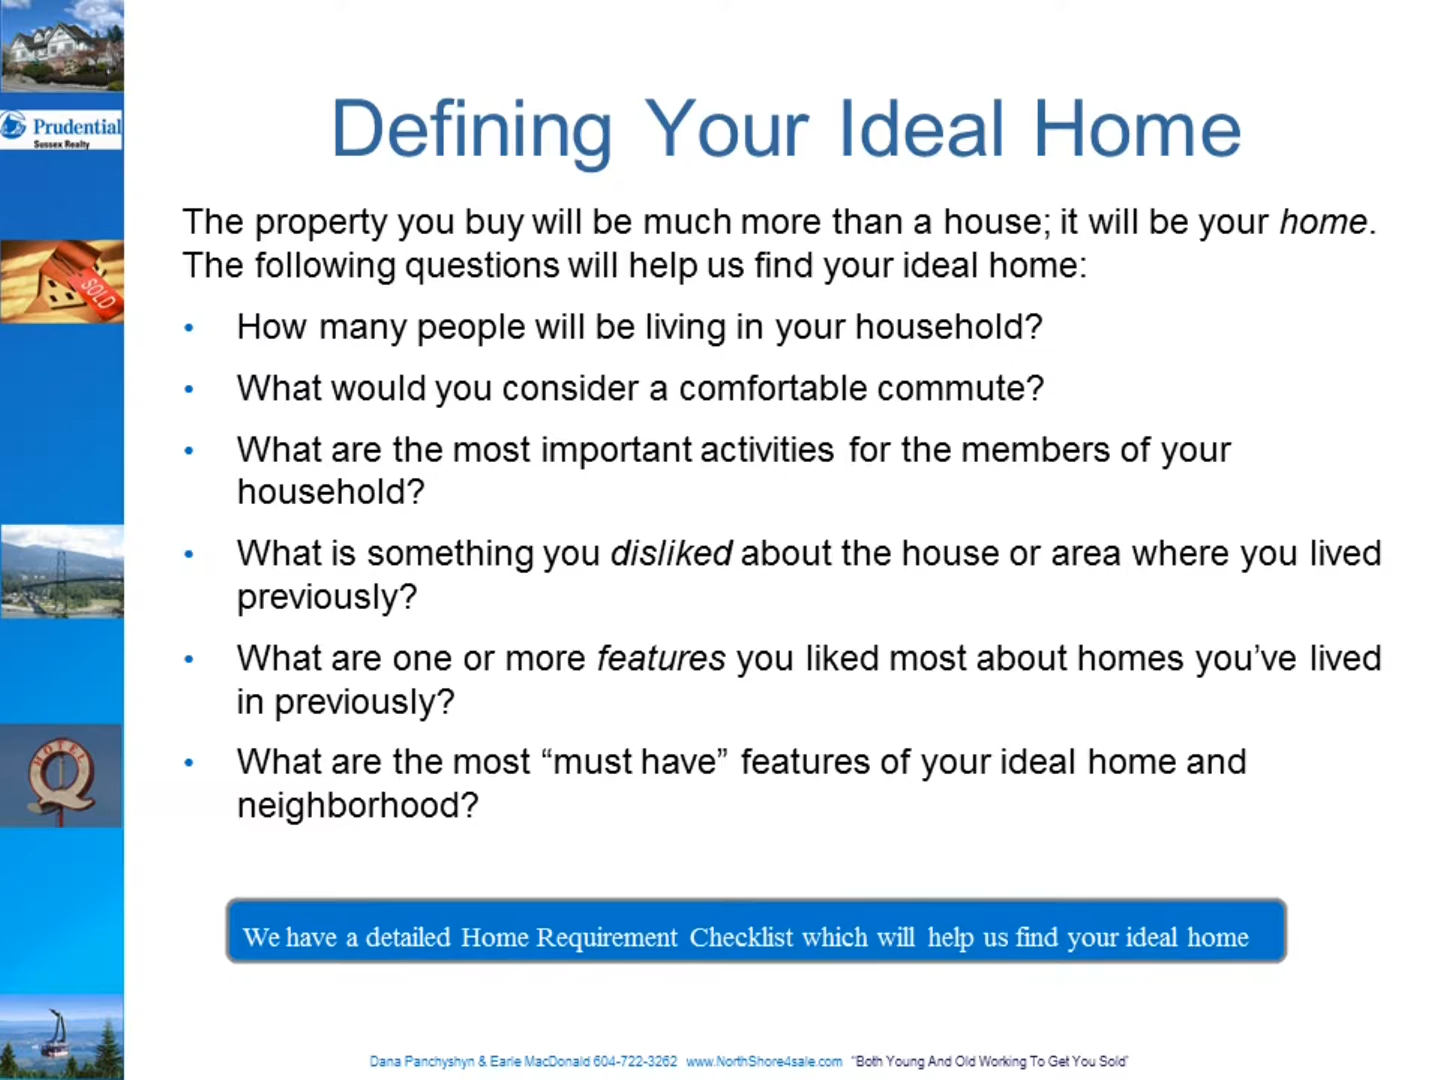 Defining Your Ideal Home
Prudential
Sussex Realty
The property you buy will be much more than a house; it will be your home.
The following questions will help us find your ideal home:
SOLD
• How many people will be living in your household?
• What would you consider a comfortable commute?
• What are the most important activities for the members of your
household?
• What is something you disliked about the house or area where you lived
previously?
• What are one or more features you liked most about homes you’ve lived
in previously?
HOTEL
Q
• What are the most “must have” features of your ideal home and
neighborhood?
We have a detailed Home Requirement Checklist which will help us find your ideal home
Dana Panchyshyn & Earle MacDonald 604-722-3262 www.NorthShore4sale.com "Both Young And Old Working To Get You Sold"